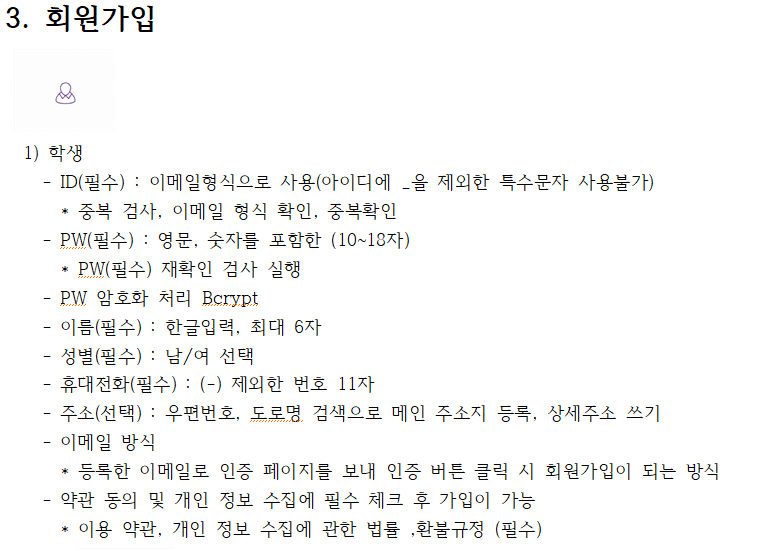 3. 회원가입
1) 학생
- ID(필수) : 이메일형식으로 사용(아이디에 _을 제외한 특수문자 사용불가)
* 중복 검사, 이메일 형식 확인, 중복확인
- PW(필수) : 영문, 숫자를 포함한 (10~18자)
* PW(필수) 재확인 검사 실행
- PW 암호화 처리 Bcrypt
- 이름(필수) : 한글입력, 최대 6자
- 성별(필수) : 남/여 선택
- 휴대전화(필수) : (-) 제외한 번호 11자
- 주소(선택) : 우편번호, 도로명 검색으로 메인 주소지 등록, 상세주소 쓰기
- 이메일 방식
* 등록한 이메일로 인증 페이지를 보내 인증 버튼 클릭 시 회원가입이 되는 방식
- 약관 동의 및 개인 정보 수집에 필수 체크 후 가입이 가능
* 이용 약관, 개인 정보 수집에 관한 법률 ,환불규정 (필수)